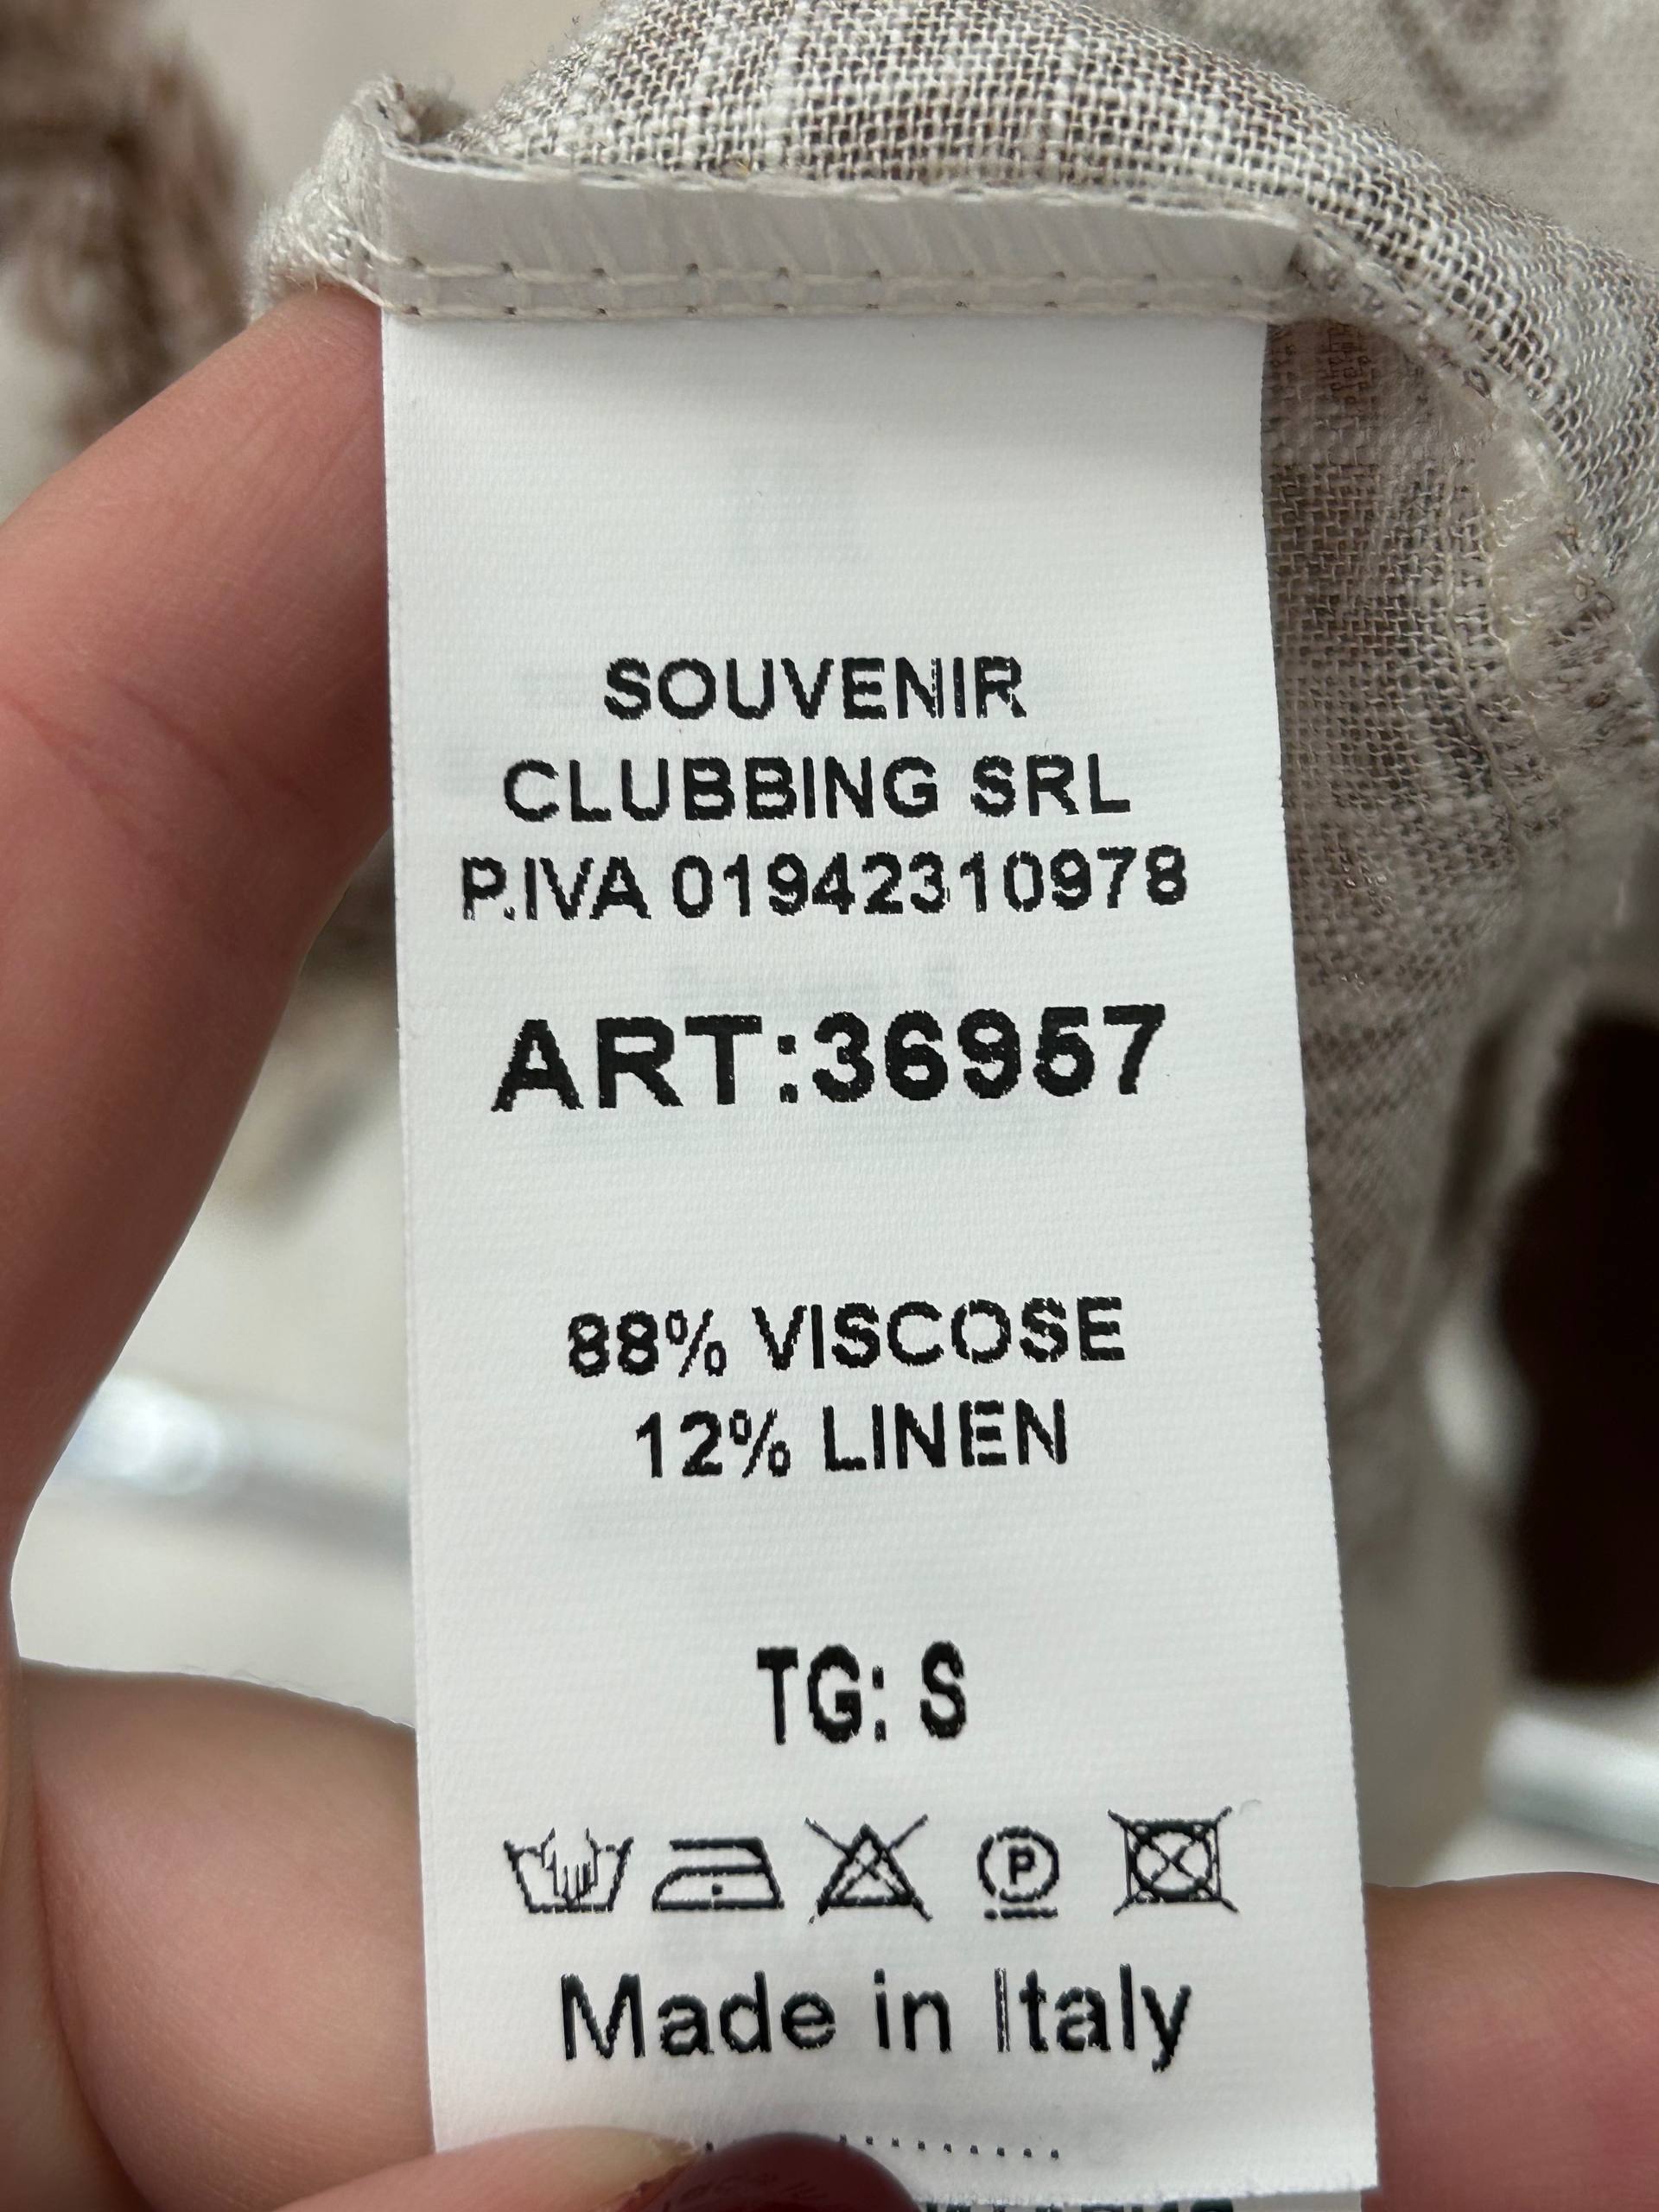 SOUVENIR
CLUBBING SRL
P.IVA 01942310978
ART:36957
88% VISCOSE
12% LINEN
TG: S
P
Made in Italy